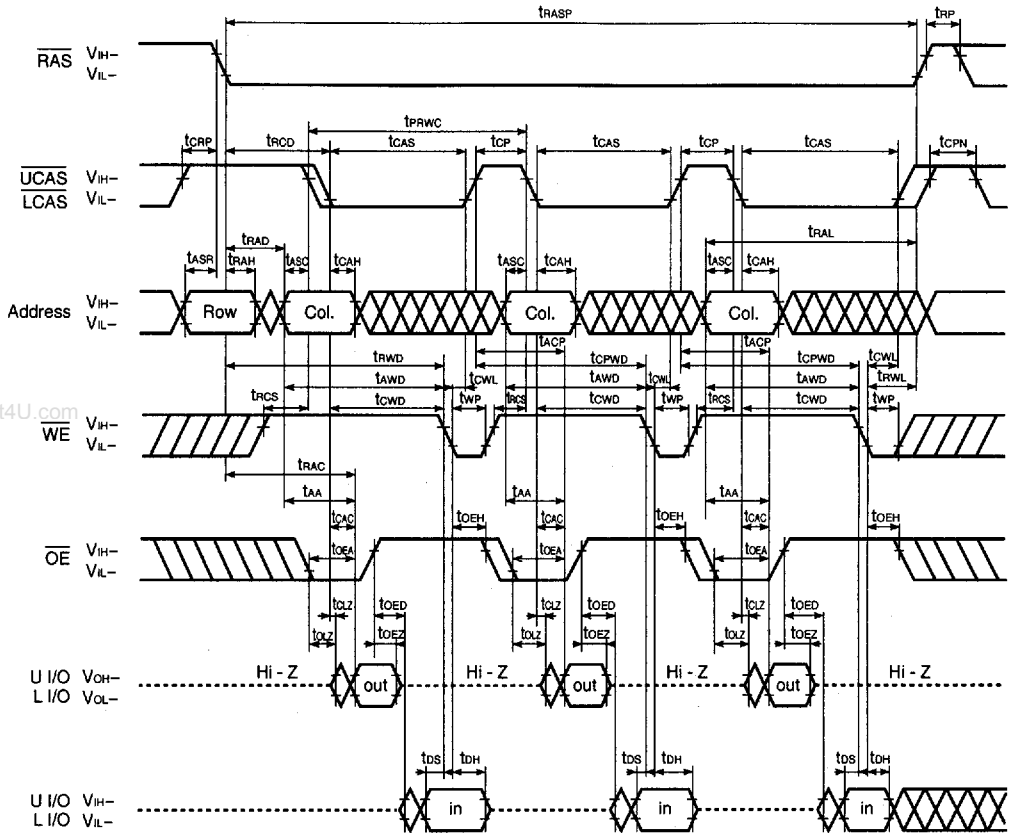 tRASP tRP
RAS VIH–
VIL–
tPRWC
tCRP tRCD tCAS tCP tCAS tCP tCAS tCPN
UCAS VIH–
LCAS VIL–
tRAD tRAL
tASR tRAH tASC tCAH tASC tCAH tASC tCAH
Address VIH–
VIL–
Row Col. Col. Col.
tACP tACP
tRWD tCPWD tCPWD tCWL
tAWD tCWL tAWD tCWL tAWD tRWL
tRCS tCWD tWP tRCS tCWD tWP tRCS tCWD tWP
t4U.com
WE VIH–
VIL–
tRAC
tAA tAA tAA
tCAC tOEH tCAC tOEH tCAC tOEH
OE VIH–
VIL–
tOEA tOEA tOEA
tCLZ tOED tCLZ tOED tCLZ tOED
tOLZ tOEZ tOLZ tOEZ tOLZ tOEZ
Hi - Z Hi - Z Hi - Z Hi - Z
U I/O VOH–
L I/O VOL–
out out out
tDS tDH tDS tDH tDS tDH
U I/O VIH–
L I/O VIL–
in in in